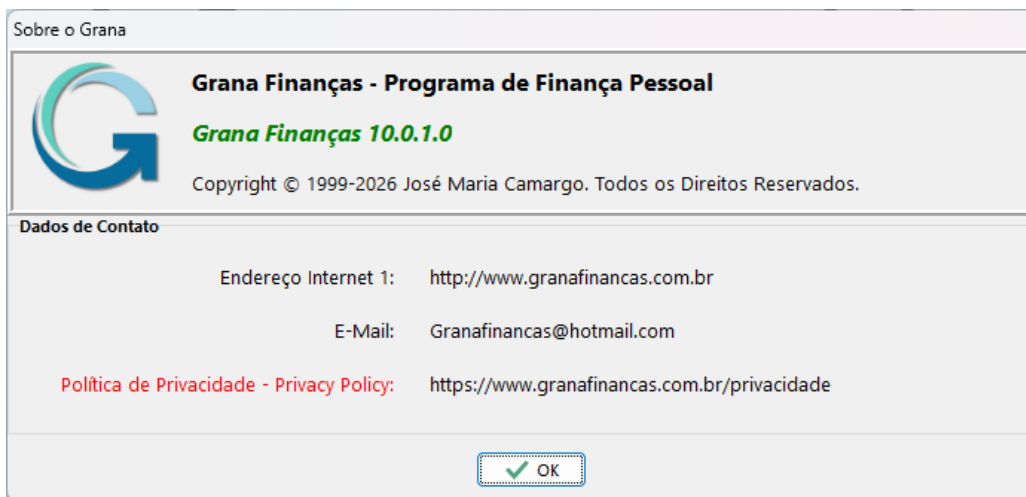 Sobre o Grana
Grana Finanças - Programa de Finança Pessoal
Grana Finanças 10.0.1.0
Copyright © 1999-2026 José Maria Camargo. Todos os Direitos Reservados.
Dados de Contato
Endereço Internet 1: http://www.granafinancas.com.br
E-Mail: Granafinancas@hotmail.com
Política de Privacidade - Privacy Policy: https://www.granafinancas.com.br/privacidade
OK